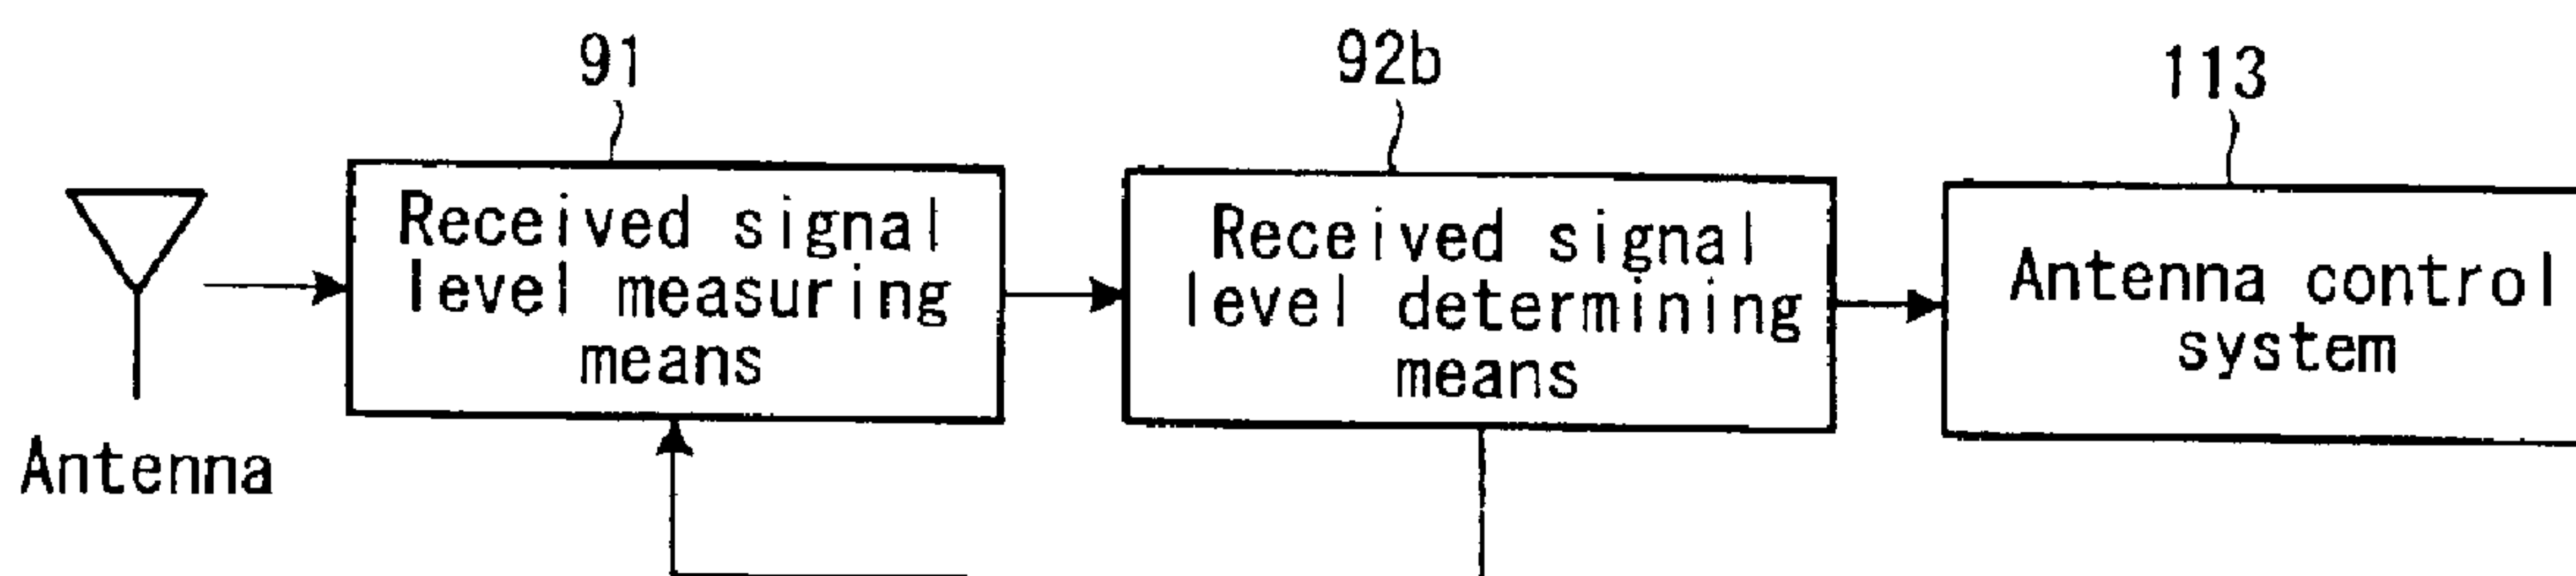 91
92b
113
Received signal
level measuring
means
Received signal
level determining
means
Antenna control
system
Antenna